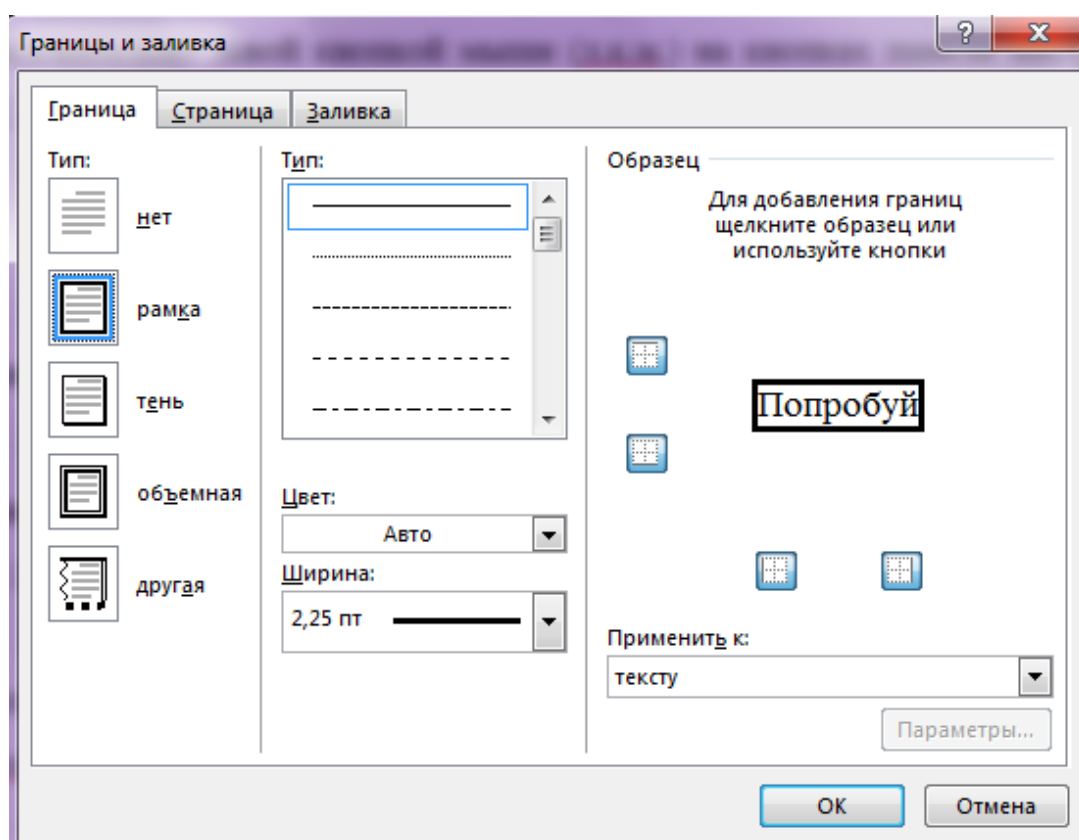 Границы и заливка
Граница
Страница
Заливка
Тип:
нет
рамка
тень
объемная
другая
Тип:
Цвет:
Авто
Ширина:
2,25 пт
Образец
Для добавления границ
щелкните образец или
используйте кнопки
Попробуй
Применить к:
тексту
Параметры...
ОК
Отмена